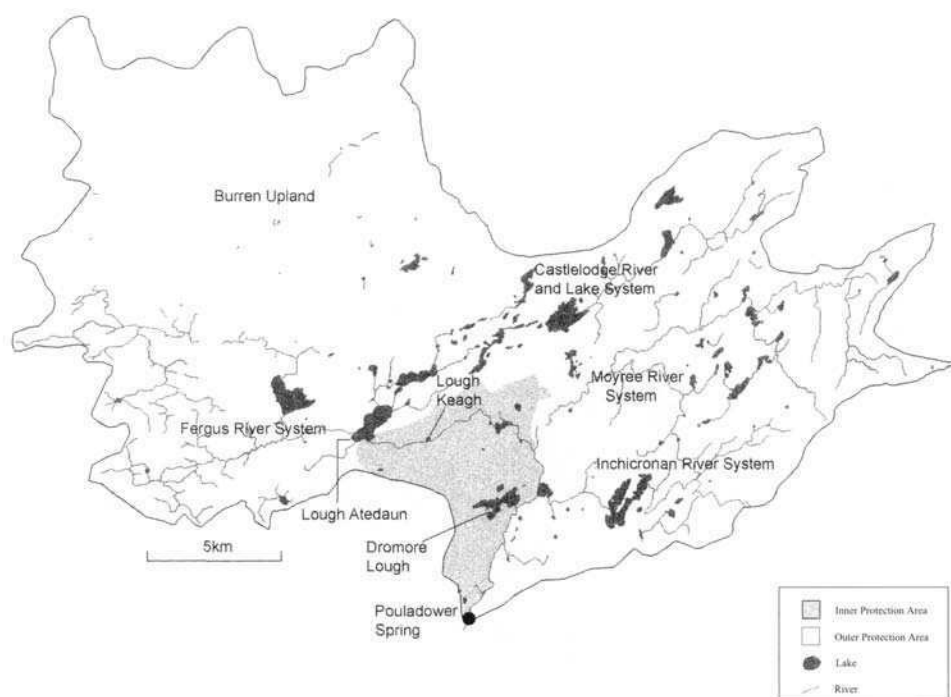 Burren Upland
Castlelodge River
and Lake System
Lough
Keagh
Moyree River
System
Fergus River System
Inchicronan River System
Lough Atedaun
5km
Dromore
Lough
Pouladower
Spring
Inner Protection Area
Outer Protection Area
Lake
River